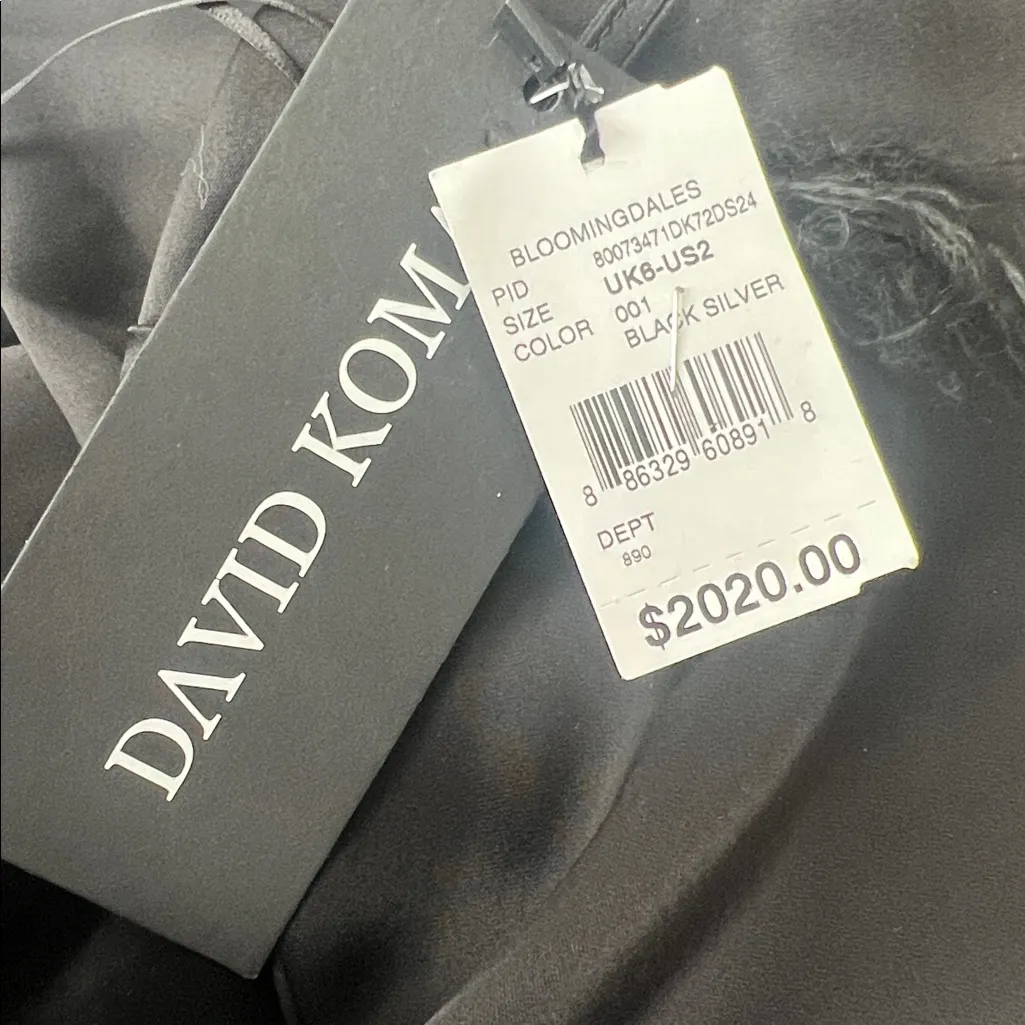 DAVID KOMA
BLOOMINGDALES
PID 80073471DK72DS24
SIZE UK6-US2
COLOR 001
BLACK SILVER
8 86329 60891 8
DEPT
890
$2020.00